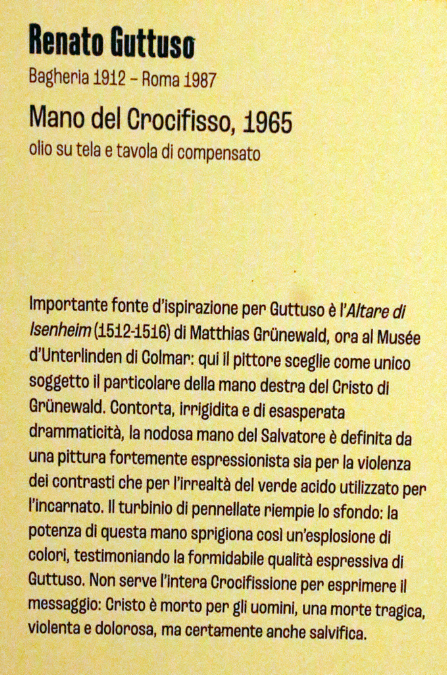 Renato Guttuso
Bagheria 1912 – Roma 1987
Mano del Crocifisso, 1965
olio su tela e tavola di compensato
Importante fonte d'ispirazione per Guttuso è l'Altare di
Isenheim (1512-1516) di Matthias Grünewald, ora al Musée
d'Unterlinden di Colmar: qui il pittore sceglie come unico
soggetto il particolare della mano destra del Cristo di
Grünewald. Contorta, irrigidita e di esasperata
drammaticità, la nodosa mano del Salvatore è definita da
una pittura fortemente espressionista sia per la violenza
dei contrasti che per l'irrealtà del verde acido utilizzato per
l'incarnato. Il turbinio di pennellate riempie lo sfondo: la
potenza di questa mano sprigiona così un'esplosione di
colori, testimoniando la formidabile qualità espressiva di
Guttuso. Non serve l'intera Crocifissione per esprimere il
messaggio: Cristo è morto per gli uomini, una morte tragica,
violenta e dolorosa, ma certamente anche salvifica.